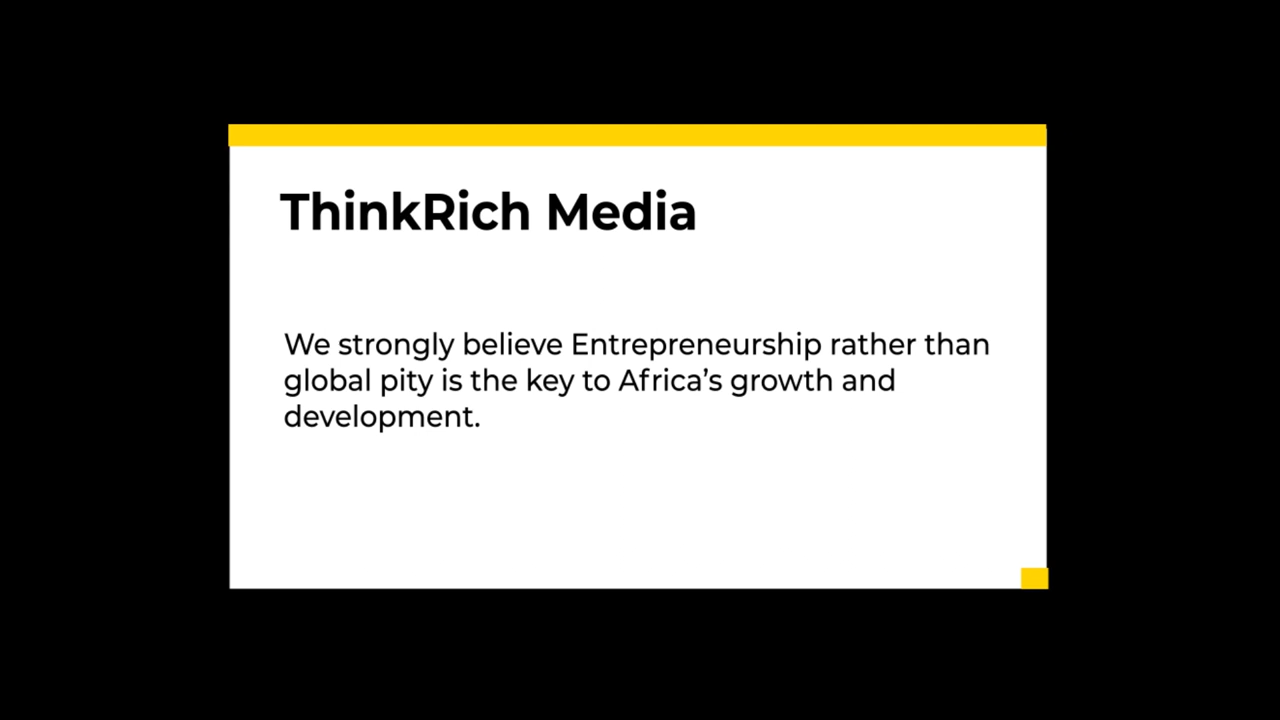 ThinkRich Media
We strongly believe Entrepreneurship rather than
global pity is the key to Africa’s growth and
development.